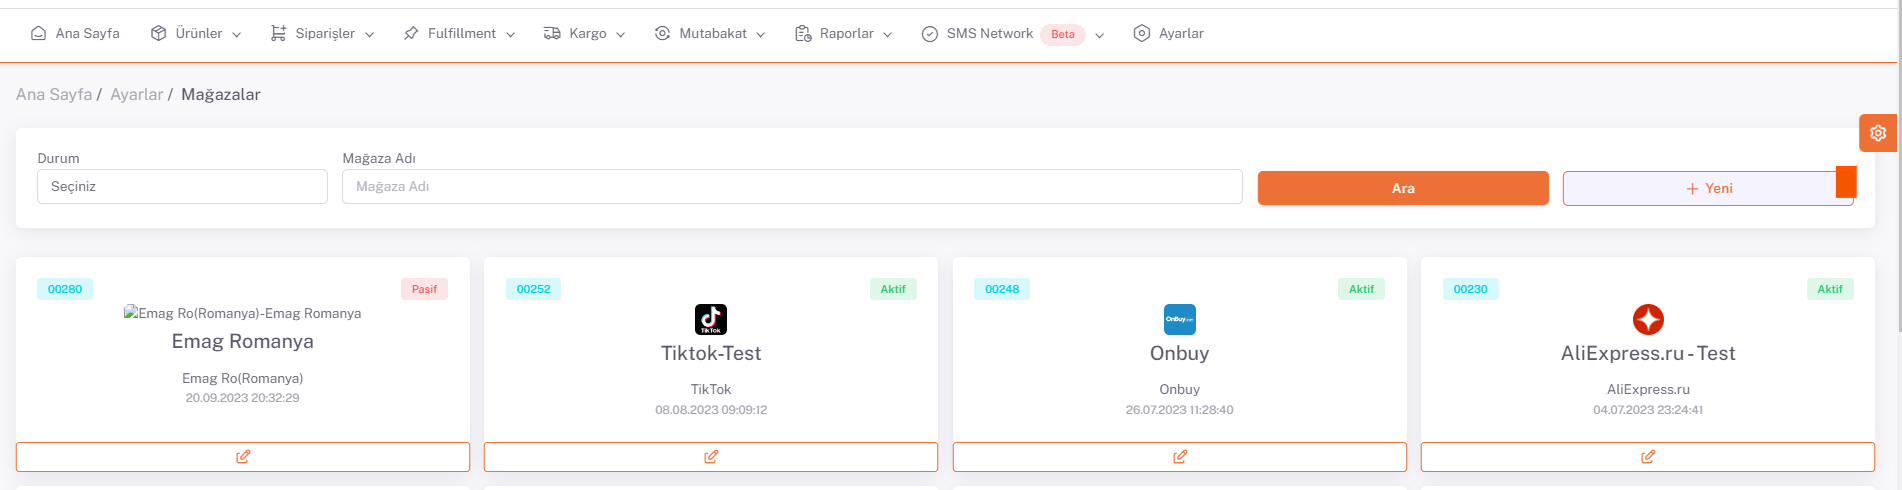 Ana Sayfa Ürünler Siparişler Fulfillment Kargo Mutabakat Raporlar SMS Network Beta Ayarlar
Ana Sayfa / Ayarlar / Mağazalar
Durum Mağaza Adı
Seçiniz Mağaza Adı Ara + Yeni
00280 Pasif
Emag Ro(Romanya)-Emag Romanya
Emag Romanya
Emag Ro(Romanya)
20.09.2023 20:32:29
00252 Aktif
TikTok
Tiktok-Test
TikTok
08.08.2023 09:09:12
00248 Aktif
OnBuy.com
Onbuy
Onbuy
26.07.2023 11:28:40
00230 Aktif
AliExpress.ru - Test
AliExpress.ru
04.07.2023 23:24:41